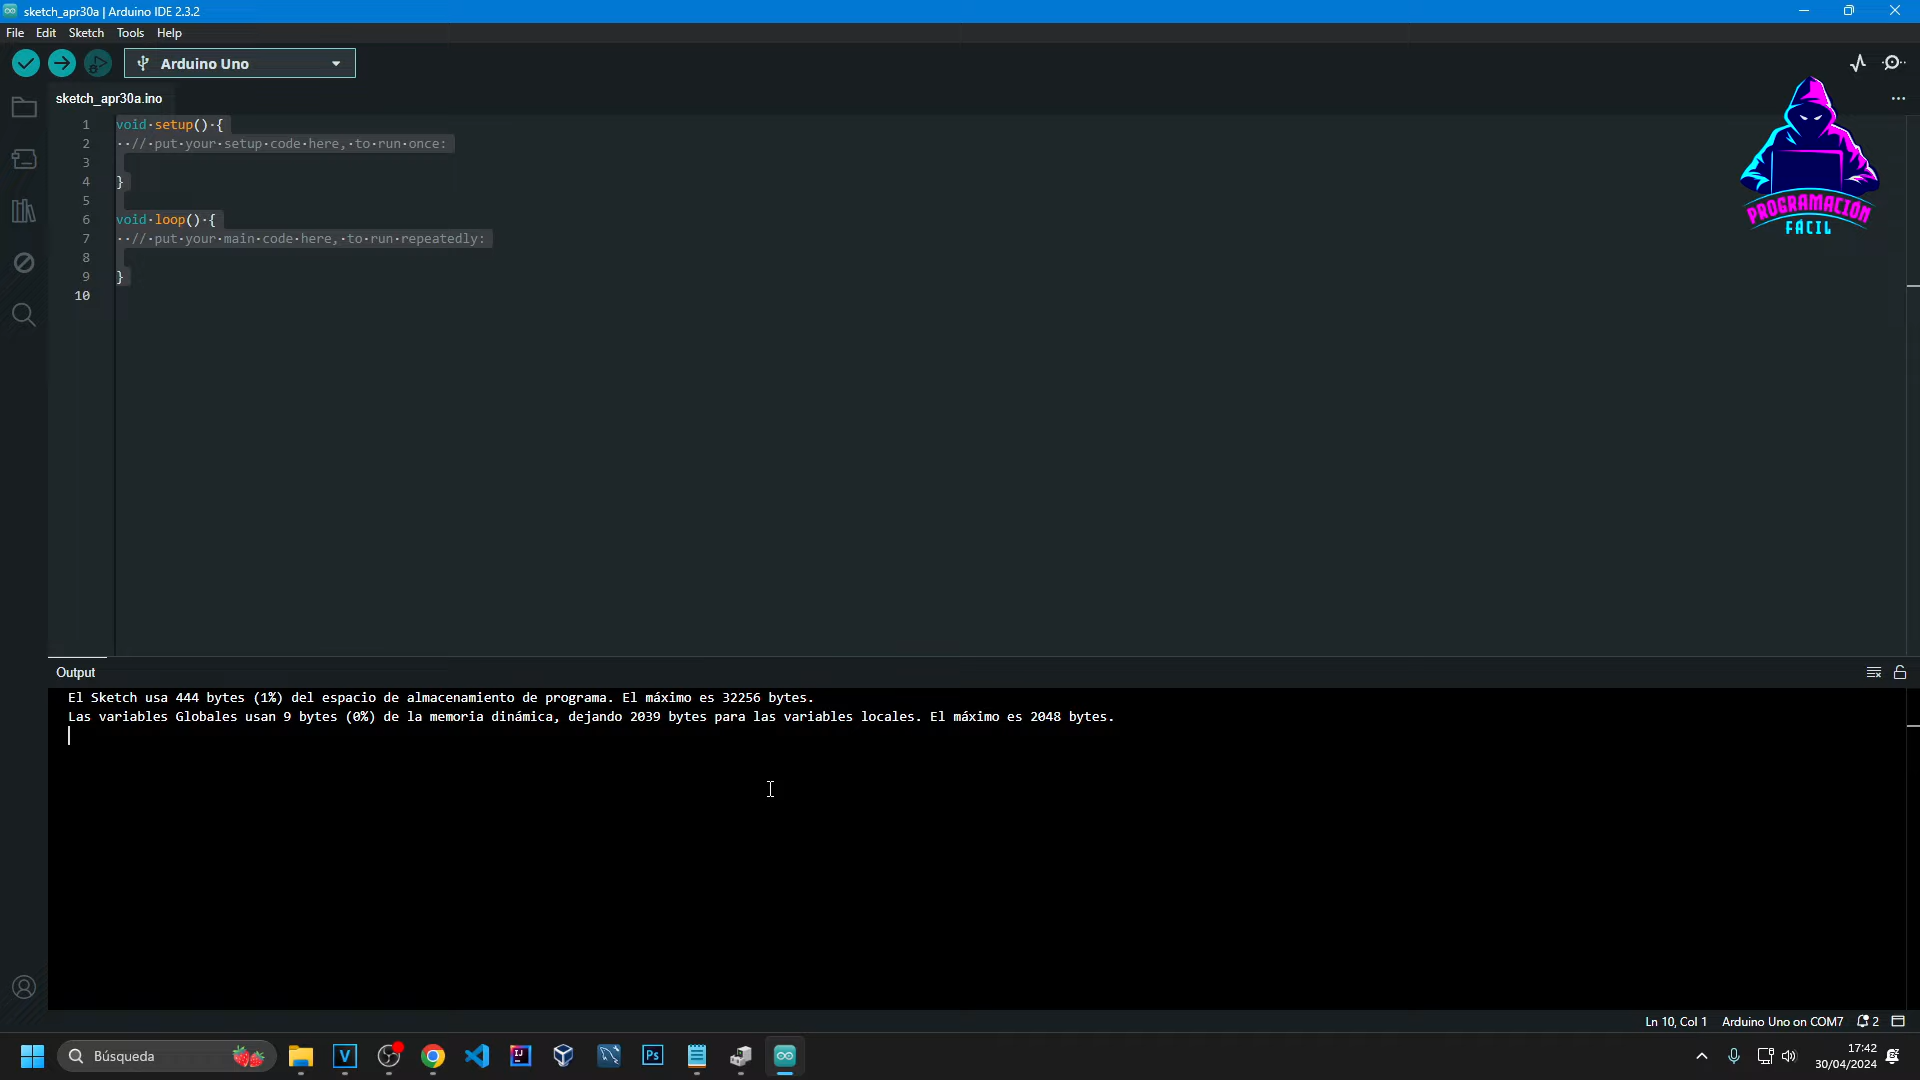 sketch_apr30a | Arduino IDE 2.3.2
File Edit Sketch Tools Help
Arduino Uno
sketch_apr30a.ino
1 void·setup()·{
2 ··//·put·your·setup·code·here,·to·run·once:
3
4 }
5
6 void·loop()·{
7 ··//·put·your·main·code·here,·to·run·repeatedly:
8
9 }
10
PROGRAMACIÓN
FÁCIL
Output
El Sketch usa 444 bytes (1%) del espacio de almacenamiento de programa. El máximo es 32256 bytes.
Las variables Globales usan 9 bytes (0%) de la memoria dinámica, dejando 2039 bytes para las variables locales. El máximo es 2048 bytes.
Ln 10, Col 1 Arduino Uno on COM7 2
Búsqueda
V
IJ
Ps
17:42
30/04/2024